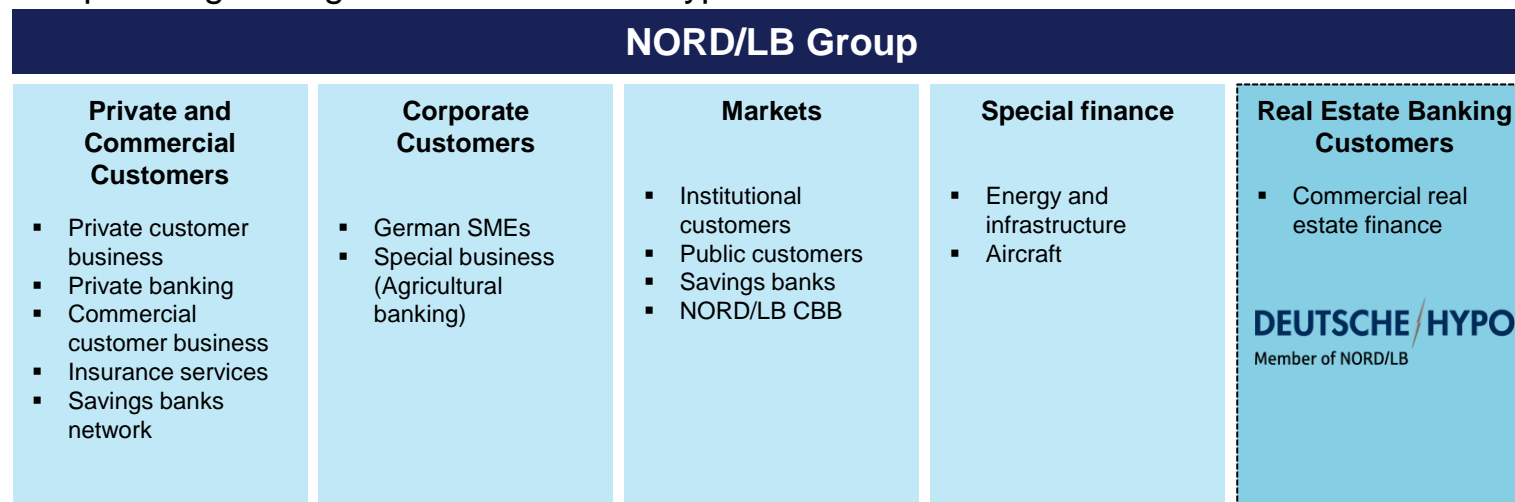 NORD/LB Group
Private and
Commercial
Customers
▪ Private customer
business
▪ Private banking
▪ Commercial
customer business
▪ Insurance services
▪ Savings banks
network
Corporate
Customers
▪ German SMEs
▪ Special business
(Agricultural
banking)
Markets
▪ Institutional
customers
▪ Public customers
▪ Savings banks
▪ NORD/LB CBB
Special finance
▪ Energy and
infrastructure
▪ Aircraft
Real Estate Banking
Customers
▪ Commercial real
estate finance
DEUTSCHE/HYPO
Member of NORD/LB